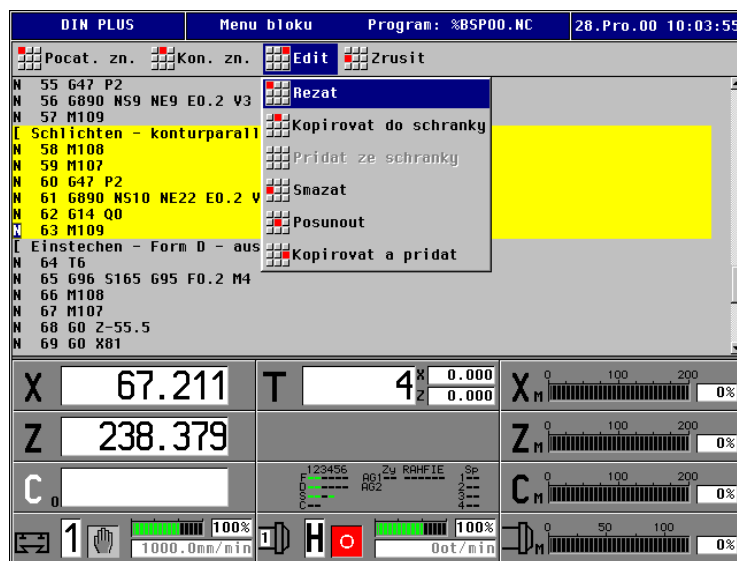 DIN PLUS Menu bloku Program: %BSP00.NC 28.Pro.00 10:03:55
Pocat. zn. Kon. zn. Edit Zrusit
N 55 G47 P2
N 56 G890 NS9 NE9 E0.2 V3
N 57 M109
[ Schlichten - konturparall
N 58 M108
N 59 M107
N 60 G47 P2
N 61 G890 NS10 NE22 E0.2 V
N 62 G14 Q0
N 63 M109
[ Einstechen - Form D - aus
N 64 T6
N 65 G96 S165 G95 F0.2 M4
N 66 M108
N 67 M107
N 68 G0 Z-55.5
N 69 G0 X81
Rezat
Kopirovat do schranky
Pridat ze schranky
Smazat
Posunout
Kopirovat a pridat
X 67.211 T 4 X 0.000 Z 0.000 X M 0 100 200 0%
Z 238.379 Z M 0 100 200 0%
C 0 123456 Zy RAHFIE Sp C M 0 100 200 0%
F AG1 1
D AG2 2
S 3
C 4
1 100% 1000.0mm/min 1 H 100% 0ot/min M 0 50 100 0%